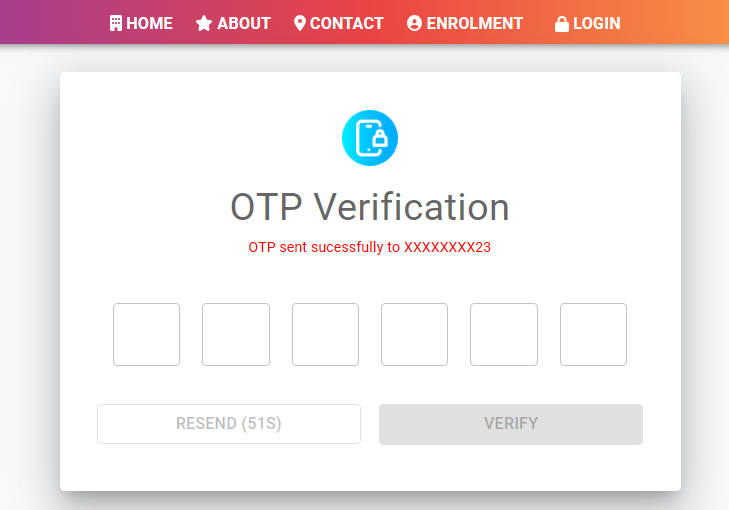 HOME ABOUT CONTACT ENROLMENT LOGIN
OTP Verification
OTP sent sucessfully to XXXXXXXX23
RESEND (51S) VERIFY